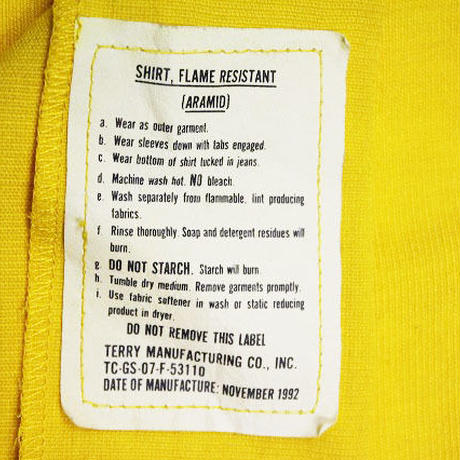 SHIRT, FLAME RESISTANT
(ARAMID)
a. Wear as outer garment.
b. Wear sleeves down with tabs engaged.
c. Wear bottom of shirt tucked in jeans.
d. Machine wash hot. NO bleach.
e. Wash separately from flammable, lint producing
fabrics.
f. Rinse thoroughly. Soap and detergent residues will
burn.
g. DO NOT STARCH. Starch will burn.
h. Tumble dry medium. Remove garments promptly.
i. Use fabric softener in wash or static reducing
product in dryer.
DO NOT REMOVE THIS LABEL
TERRY MANUFACTURING CO., INC.
TC-GS-07-F-53110
DATE OF MANUFACTURE: NOVEMBER 1992